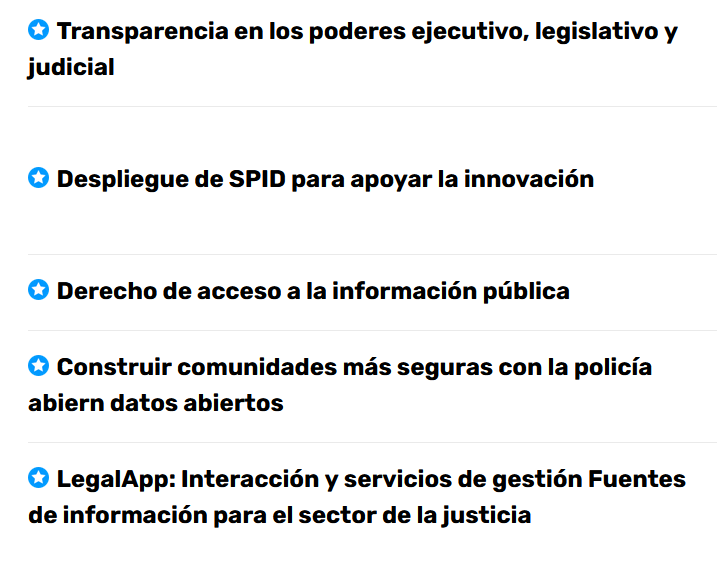 Transparencia en los poderes ejecutivo, legislativo y
judicial
Despliegue de SPID para apoyar la innovación
Derecho de acceso a la información pública
Construir comunidades más seguras con la policía
abiern datos abiertos
LegalApp: Interacción y servicios de gestión Fuentes
de información para el sector de la justicia